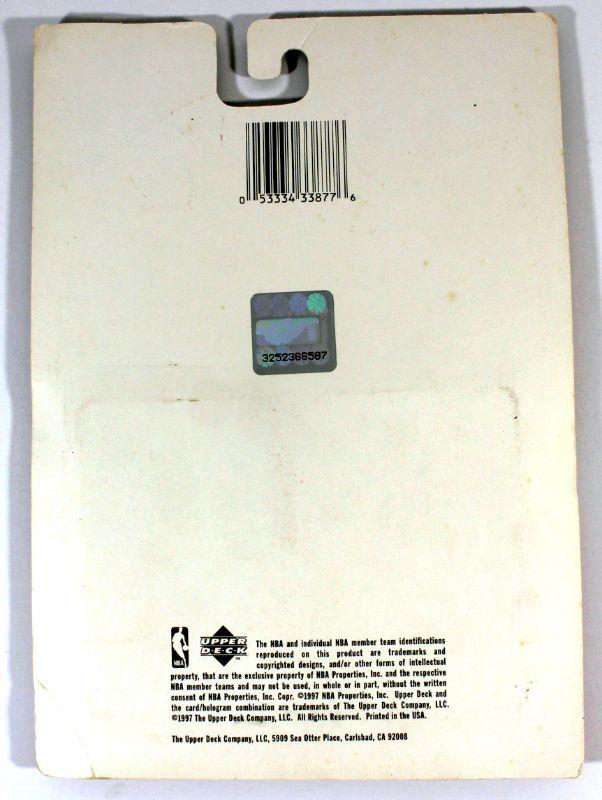 0 53334 33877 6
3252366587
NBA
UPPER
D.E.C.K
The NBA and individual NBA member team identifications
reproduced on this product are trademarks and
copyrighted designs, and/or other forms of intellectual
property, that are the exclusive property of NBA Properties, Inc. and the respective
NBA member teams and may not be used, in whole or in part, without the written
consent of NBA Properties, Inc. Copr. ©1997 NBA Properties, Inc. Upper Deck and
the card/hologram combination are trademarks of The Upper Deck Company, LLC.
©1997 The Upper Deck Company, LLC. All Rights Reserved. Printed in the USA.
The Upper Deck Company, LLC, 5909 Sea Otter Place, Carlsbad, CA 92008